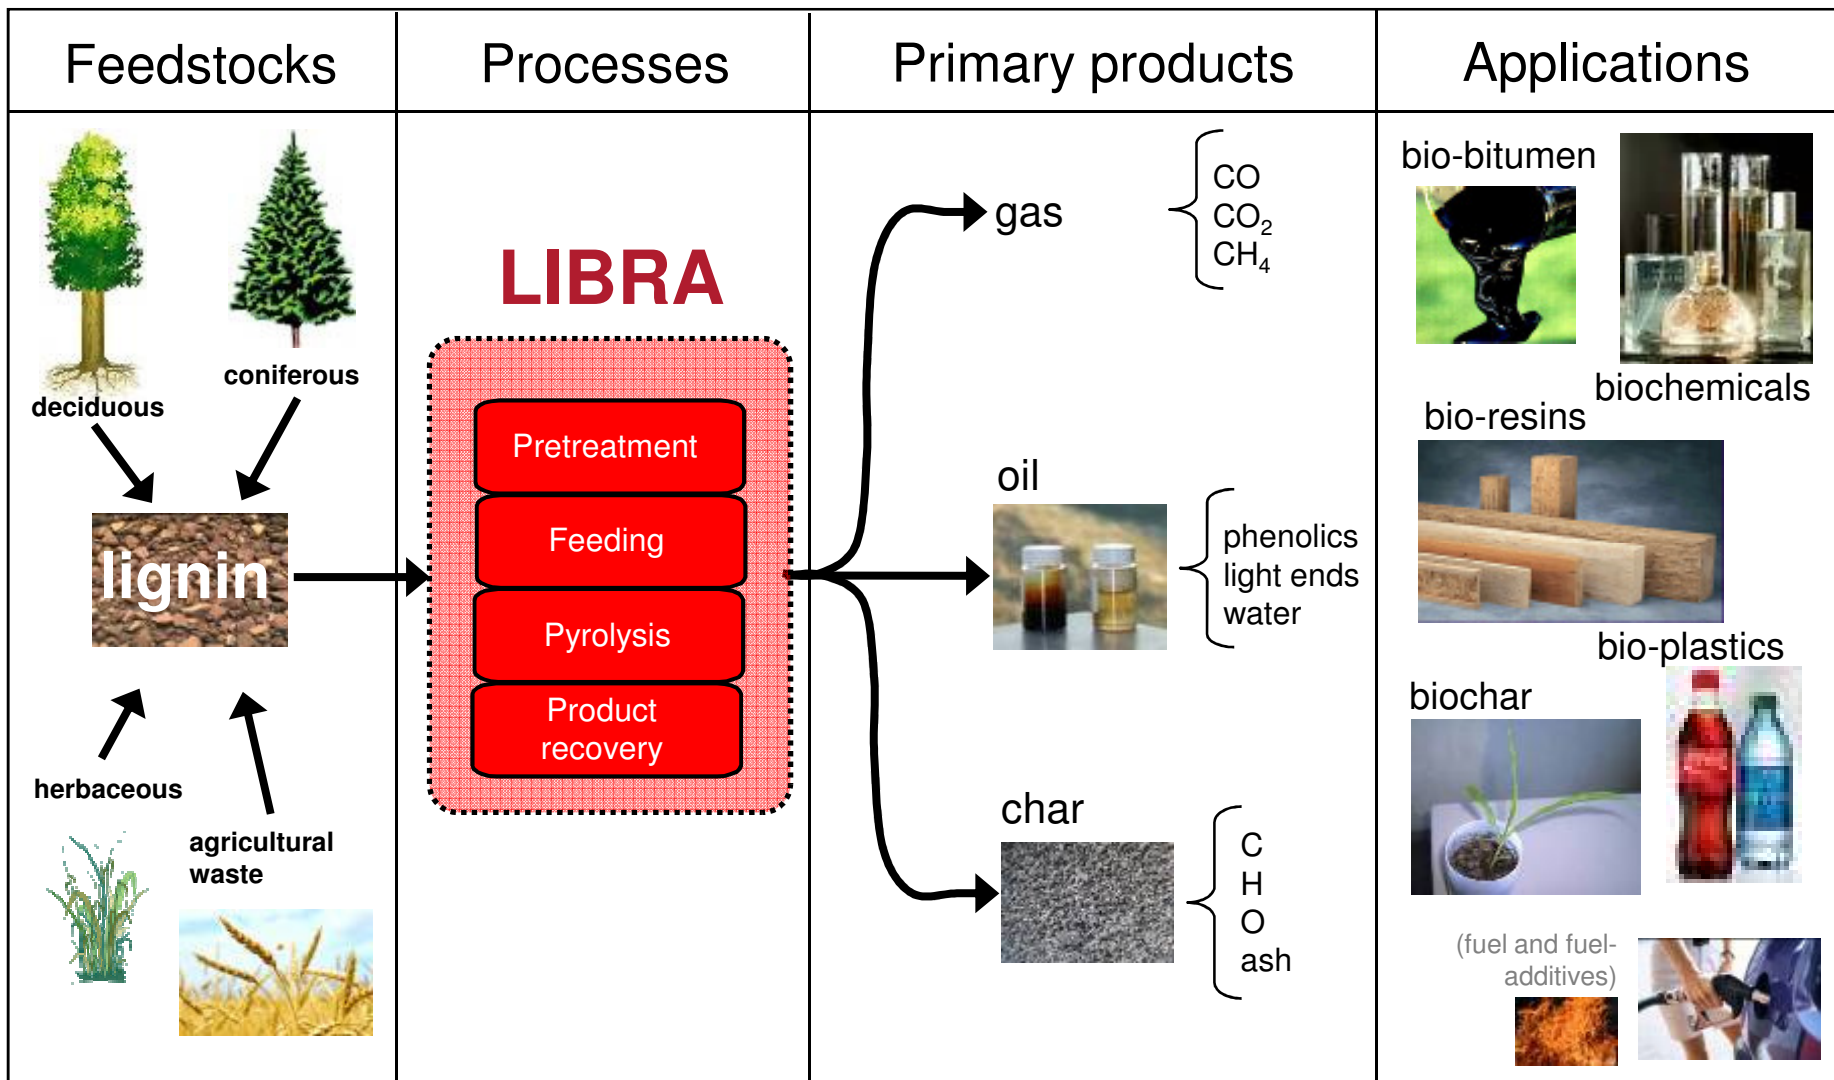 Feedstocks
Processes
Primary products
Applications
deciduous
coniferous
lignin
herbaceous
agricultural
waste
LIBRA
Pretreatment
Feeding
Pyrolysis
Product
recovery
gas
CO
CO₂
CH₄
oil
phenolics
light ends
water
char
C
H
O
ash
bio-bitumen
biochemicals
bio-resins
bio-plastics
biochar
(fuel and fuel-
additives)